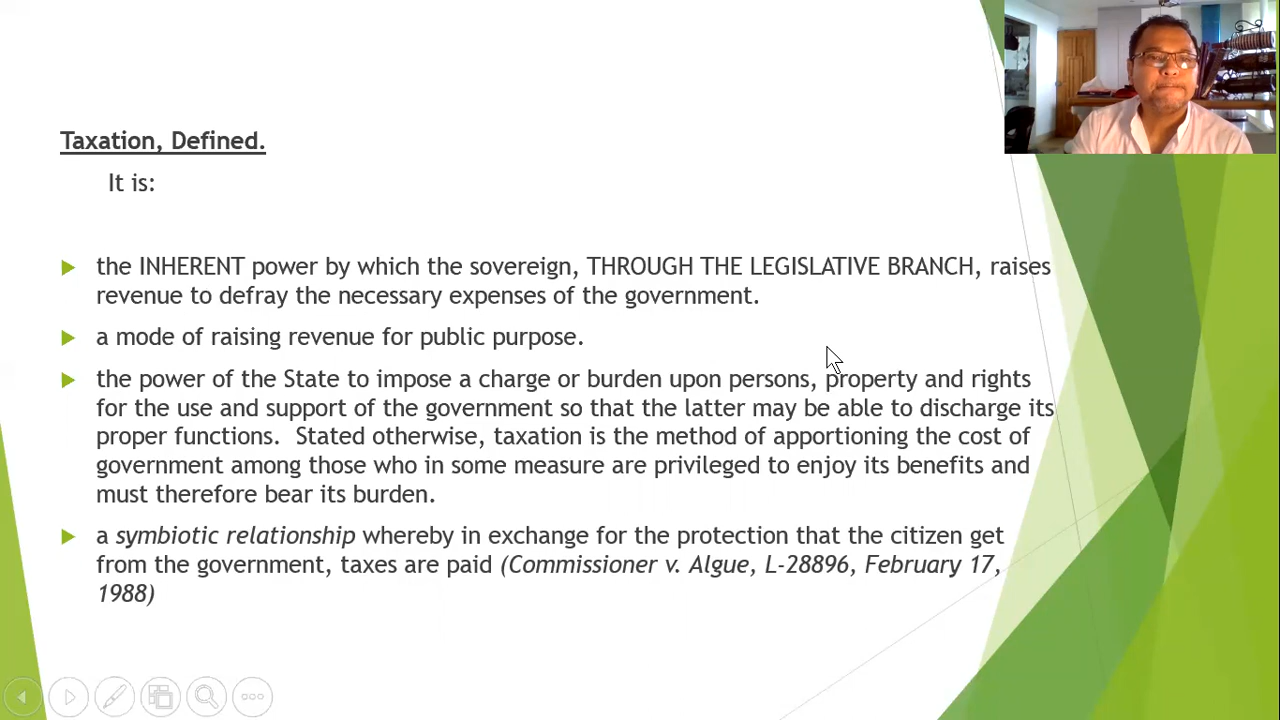 Taxation, Defined.
It is:
the INHERENT power by which the sovereign, THROUGH THE LEGISLATIVE BRANCH, raises
revenue to defray the necessary expenses of the government.
a mode of raising revenue for public purpose.
the power of the State to impose a charge or burden upon persons, property and rights
for the use and support of the government so that the latter may be able to discharge its
proper functions.  Stated otherwise, taxation is the method of apportioning the cost of
government among those who in some measure are privileged to enjoy its benefits and
must therefore bear its burden.
a symbiotic relationship whereby in exchange for the protection that the citizen get
from the government, taxes are paid (Commissioner v. Algue, L-28896, February 17,
1988)